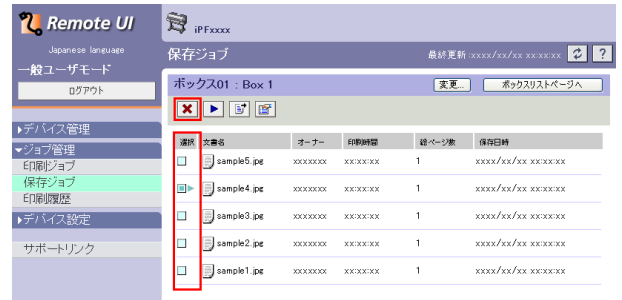 Remote UI
iPFxxxx
Japanese language
一般ユーザモード
ログアウト
保存ジョブ
最終更新 :xxxx/xx/xx xx:xx:xx
?
▶デバイス管理
▼ジョブ管理
印刷ジョブ
保存ジョブ
印刷履歴
▶デバイス設定
サポートリンク
ボックス01 : Box 1
変更...
ボックスリストページへ
選択 文書名 オーナー 印刷時間 総ページ数 保存日時
sample5.jpg xxxxxxx xx:xx:xx 1 xxxx/xx/xx xx:xx:xx
sample4.jpg xxxxxxx xx:xx:xx 1 xxxx/xx/xx xx:xx:xx
sample3.jpg xxxxxxx xx:xx:xx 1 xxxx/xx/xx xx:xx:xx
sample2.jpg xxxxxxx xx:xx:xx 1 xxxx/xx/xx xx:xx:xx
sample1.jpg xxxxxxx xx:xx:xx 1 xxxx/xx/xx xx:xx:xx